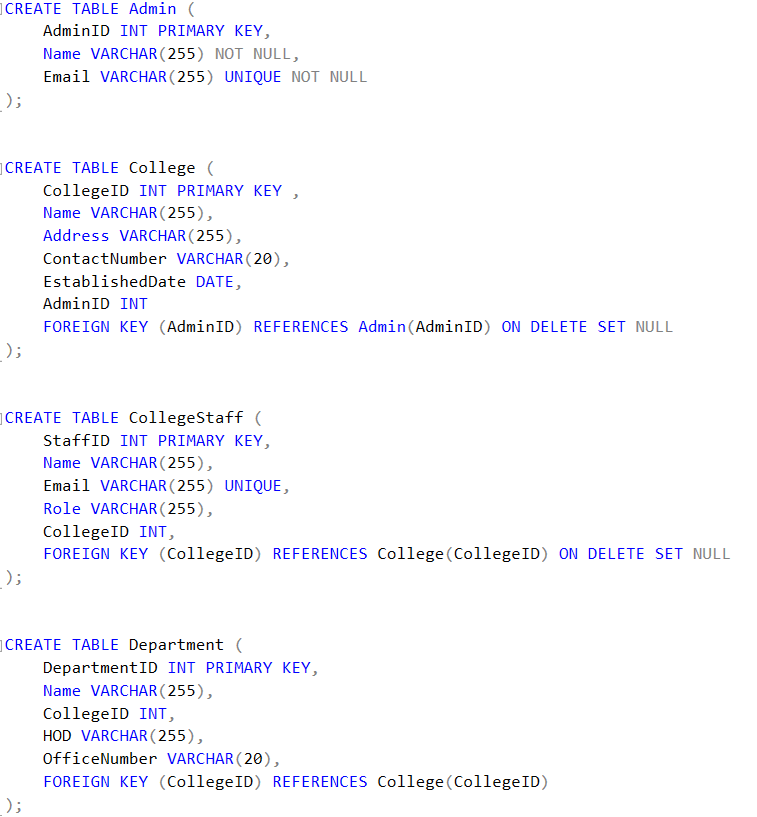 CREATE TABLE Admin (
AdminID INT PRIMARY KEY,
Name VARCHAR(255) NOT NULL,
Email VARCHAR(255) UNIQUE NOT NULL
);
CREATE TABLE College (
CollegeID INT PRIMARY KEY ,
Name VARCHAR(255),
Address VARCHAR(255),
ContactNumber VARCHAR(20),
EstablishedDate DATE,
AdminID INT
FOREIGN KEY (AdminID) REFERENCES Admin(AdminID) ON DELETE SET NULL
);
CREATE TABLE CollegeStaff (
StaffID INT PRIMARY KEY,
Name VARCHAR(255),
Email VARCHAR(255) UNIQUE,
Role VARCHAR(255),
CollegeID INT,
FOREIGN KEY (CollegeID) REFERENCES College(CollegeID) ON DELETE SET NULL
);
CREATE TABLE Department (
DepartmentID INT PRIMARY KEY,
Name VARCHAR(255),
CollegeID INT,
HOD VARCHAR(255),
OfficeNumber VARCHAR(20),
FOREIGN KEY (CollegeID) REFERENCES College(CollegeID)
);